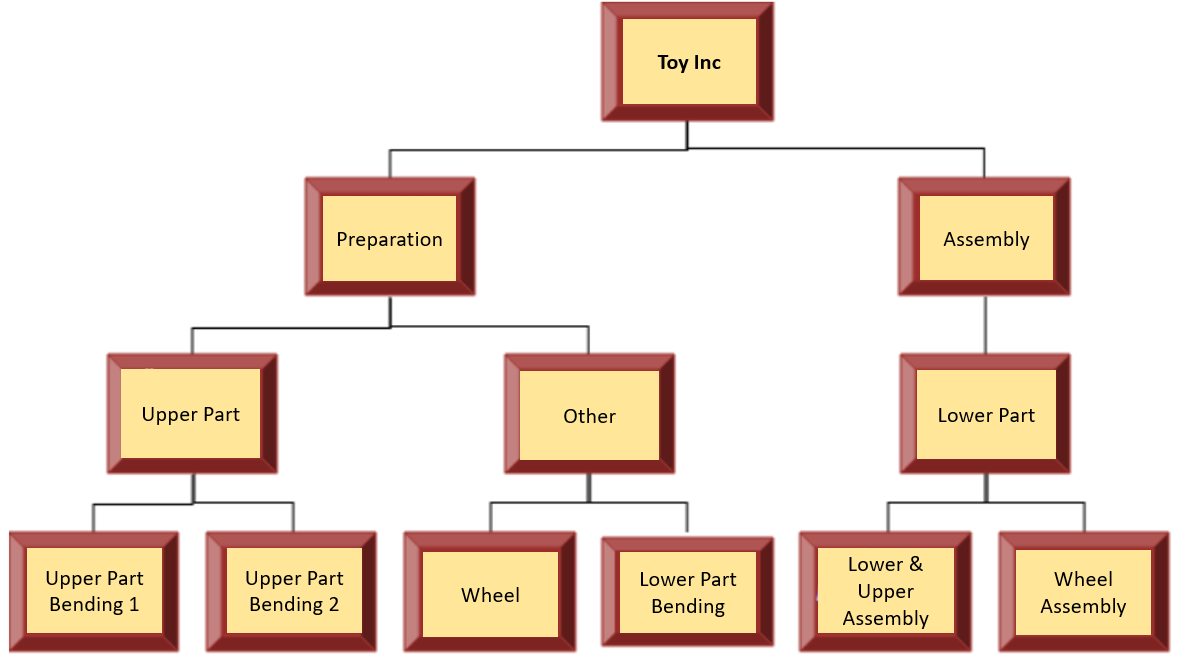 Toy Inc
Preparation
Assembly
Upper Part
Other
Lower Part
Upper Part
Bending 1
Upper Part
Bending 2
Wheel
Lower Part
Bending
Lower &
Upper
Assembly
Wheel
Assembly